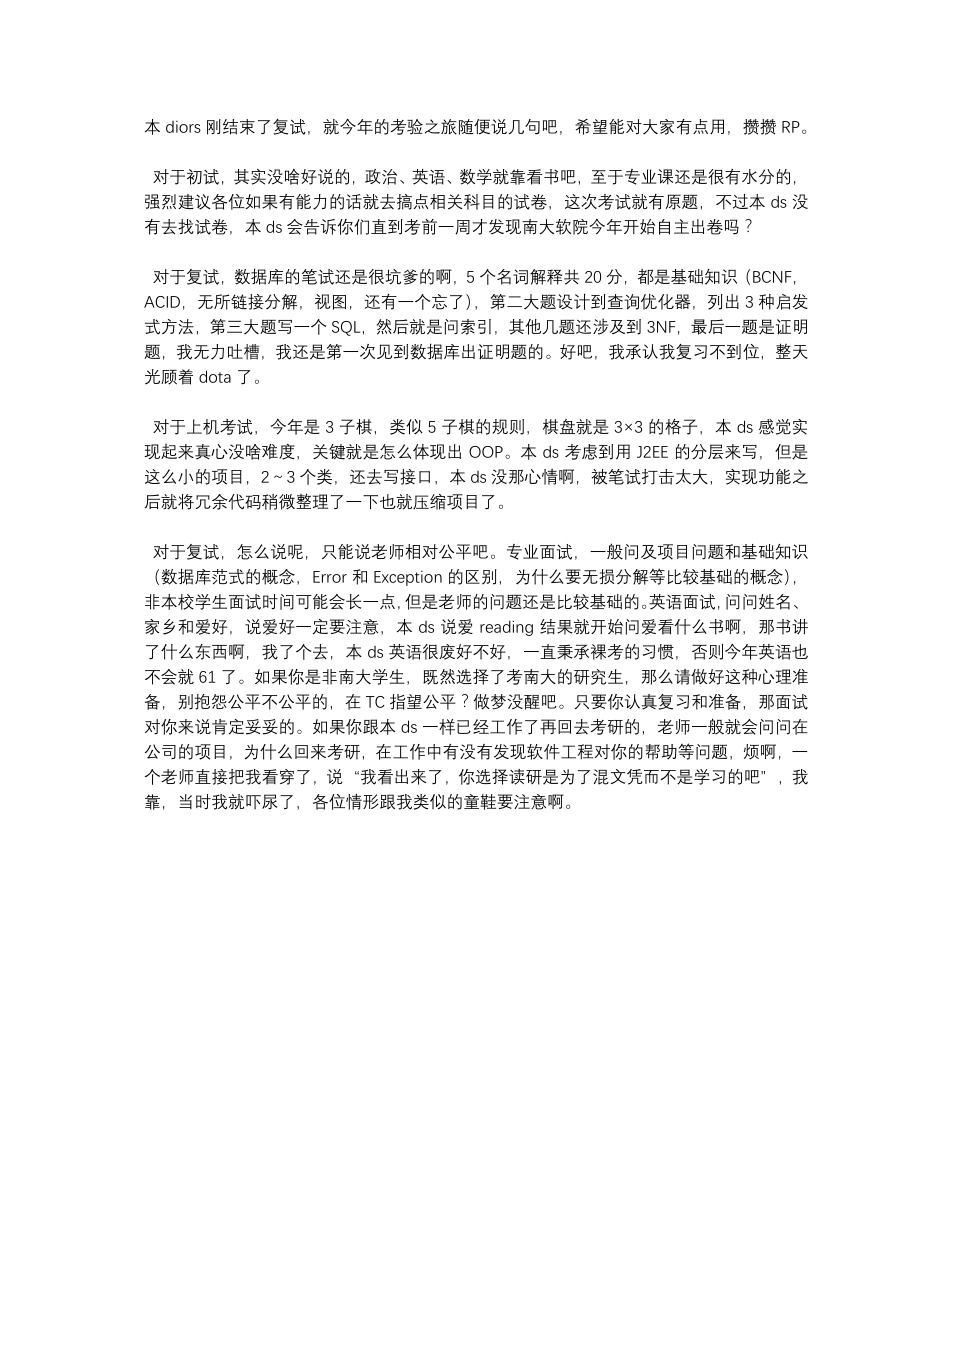 本 diors 刚结束了复试，就今年的考验之旅随便说几句吧，希望能对大家有点用，攒攒 RP。
对于初试，其实没啥好说的，政治、英语、数学就靠看书吧，至于专业课还是很有水分的，
强烈建议各位如果有能力的话就去搞点相关科目的试卷，这次考试就有原题，不过本 ds 没
有去找试卷，本 ds 会告诉你们直到考前一周才发现南大软院今年开始自主出卷吗？
对于复试，数据库的笔试还是很坑爹的啊，5 个名词解释共 20 分，都是基础知识（BCNF，
ACID，无所链接分解，视图，还有一个忘了），第二大题设计到查询优化器，列出 3 种启发
式方法，第三大题写一个 SQL，然后就是问索引，其他几题还涉及到 3NF，最后一题是证明
题，我无力吐槽，我还是第一次见到数据库出证明题的。好吧，我承认我复习不到位，整天
光顾着 dota 了。
对于上机考试，今年是 3 子棋，类似 5 子棋的规则，棋盘就是 3×3 的格子，本 ds 感觉实
现起来真心没啥难度，关键就是怎么体现出 OOP。本 ds 考虑到用 J2EE 的分层来写，但是
这么小的项目，2～3 个类，还去写接口，本 ds 没那心情啊，被笔试打击太大，实现功能之
后就将冗余代码稍微整理了一下也就压缩项目了。
对于复试，怎么说呢，只能说老师相对公平吧。专业面试，一般问及项目问题和基础知识
（数据库范式的概念，Error 和 Exception 的区别，为什么要无损分解等比较基础的概念），
非本校学生面试时间可能会长一点，但是老师的问题还是比较基础的。英语面试，问问姓名、
家乡和爱好，说爱好一定要注意，本 ds 说爱 reading 结果就开始问爱看什么书啊，那书讲
了什么东西啊，我了个去，本 ds 英语很废好不好，一直秉承裸考的习惯，否则今年英语也
不会就 61 了。如果你是非南大学生，既然选择了考南大的研究生，那么请做好这种心理准
备，别抱怨公平不公平的，在 TC 指望公平？做梦没醒吧。只要你认真复习和准备，那面试
对你来说肯定妥妥的。如果你跟本 ds 一样已经工作了再回去考研的，老师一般就会问问在
公司的项目，为什么回来考研，在工作中有没有发现软件工程对你的帮助等问题，烦啊，一
个老师直接把我看穿了，说 “我看出来了，你选择读研是为了混文凭而不是学习的吧” ，我
靠，当时我就吓尿了，各位情形跟我类似的童鞋要注意啊。